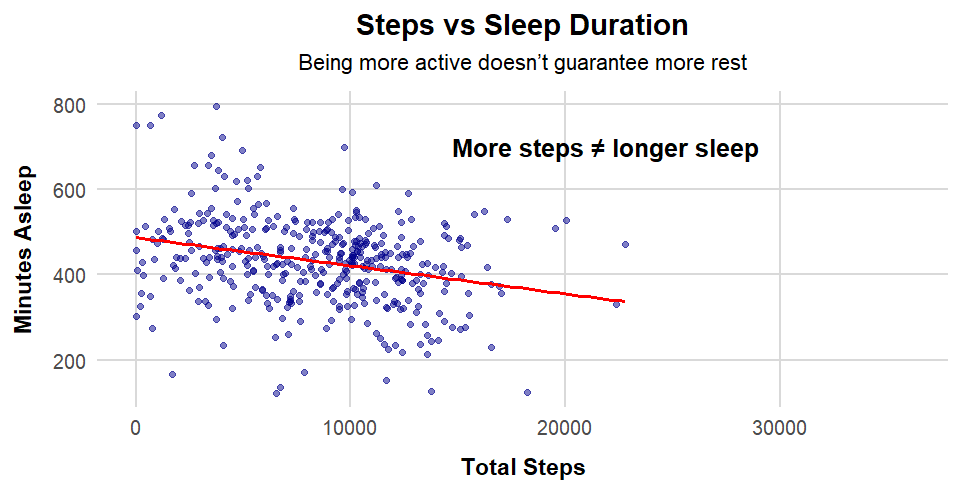 Steps vs Sleep Duration
Being more active doesn’t guarantee more rest
More steps ≠ longer sleep
Minutes Asleep
800
600
400
200
0
10000
20000
30000
Total Steps